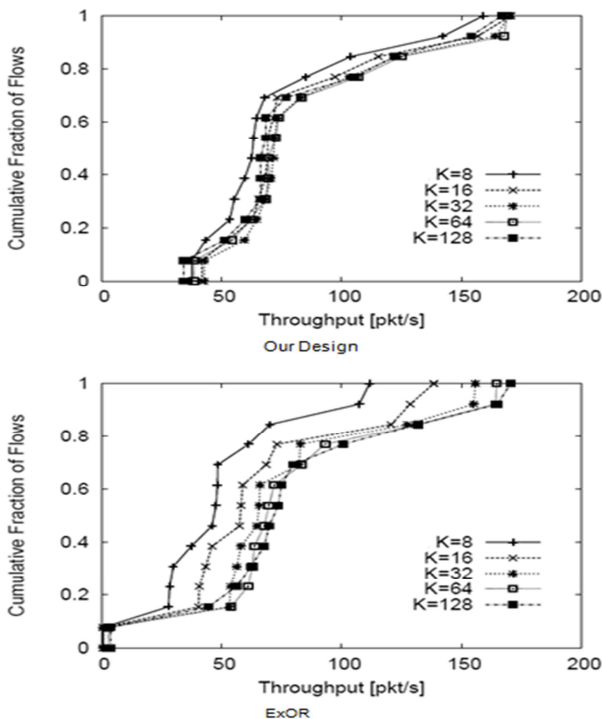 Cumulative Fraction of Flows
1
0.8
0.6
0.4
0.2
0
K=8
K=16
K=32
K=64
K=128
0 50 100 150 200
Throughput [pkt/s]
Our Design
Cumulative Fraction of Flows
1
0.8
0.6
0.4
0.2
0
K=8
K=16
K=32
K=64
K=128
0 50 100 150 200
Throughput [pkt/s]
ExOR